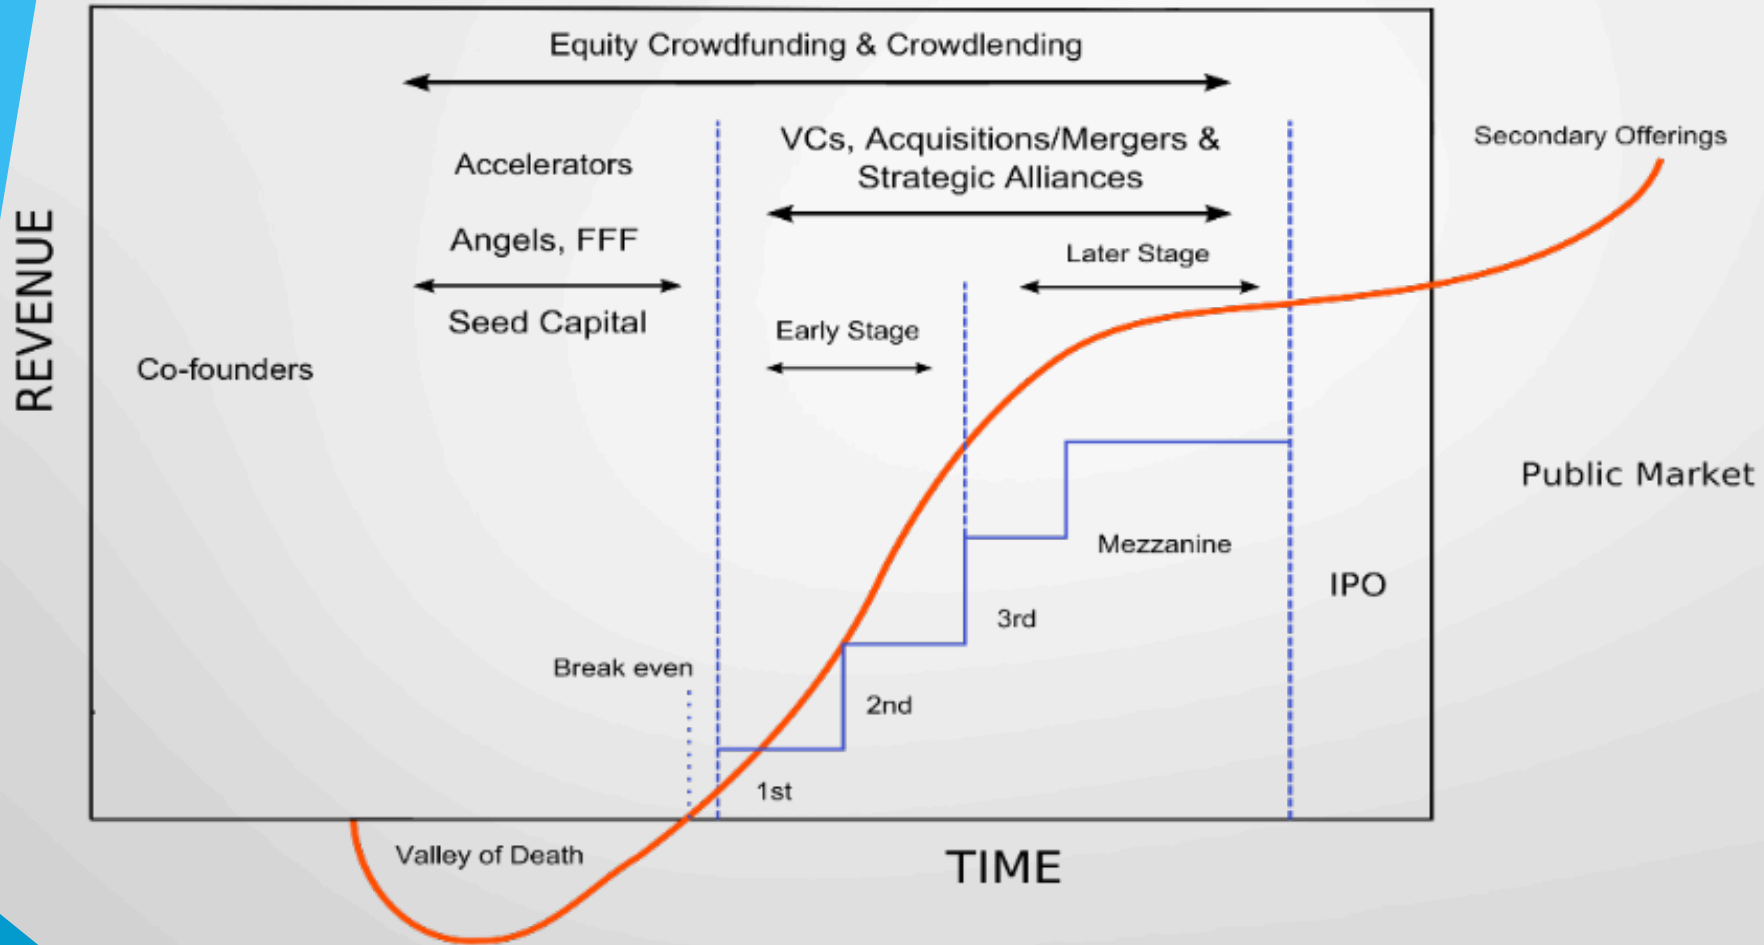 Equity Crowdfunding & Crowdlending
VCs, Acquisitions/Mergers &
Strategic Alliances
Secondary Offerings
Accelerators
Angels, FFF
Later Stage
Seed Capital
Early Stage
REVENUE
Co-founders
Public Market
Mezzanine
IPO
3rd
Break even
2nd
1st
Valley of Death
TIME